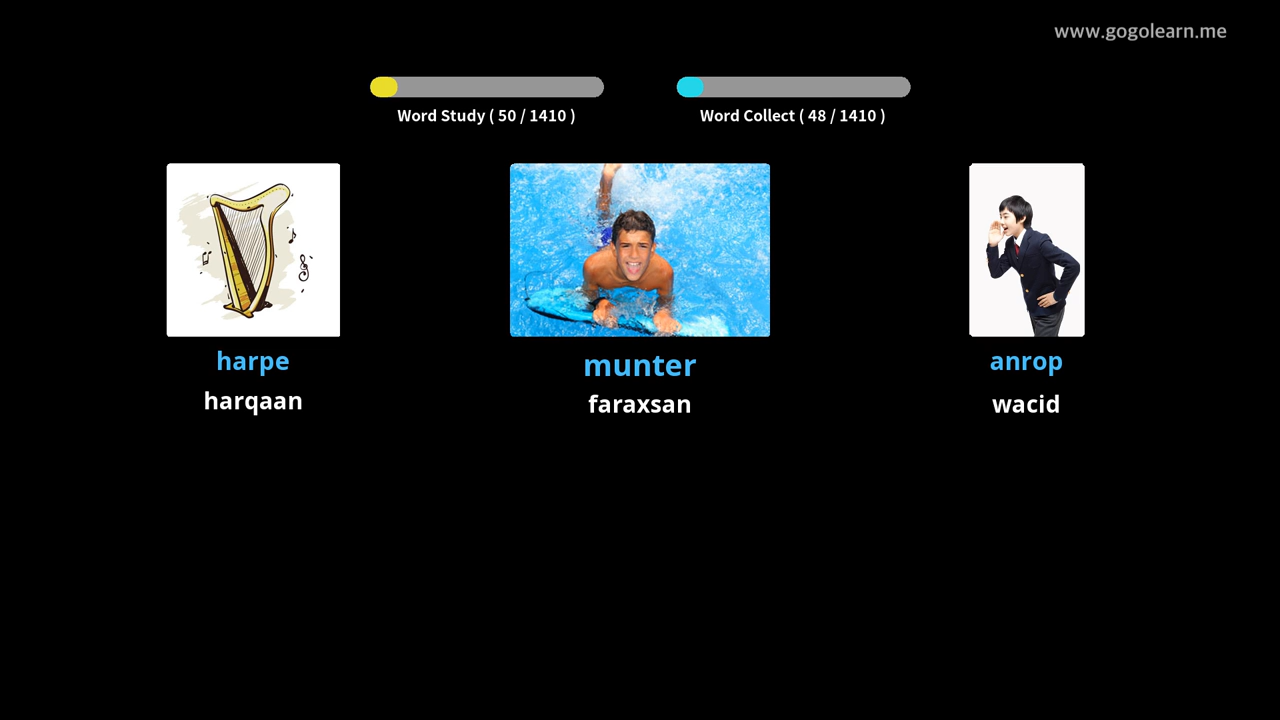 www.gogolearn.me
Word Study ( 50 / 1410 )
Word Collect ( 48 / 1410 )
harpe
munter
anrop
harqaan
faraxsan
wacid